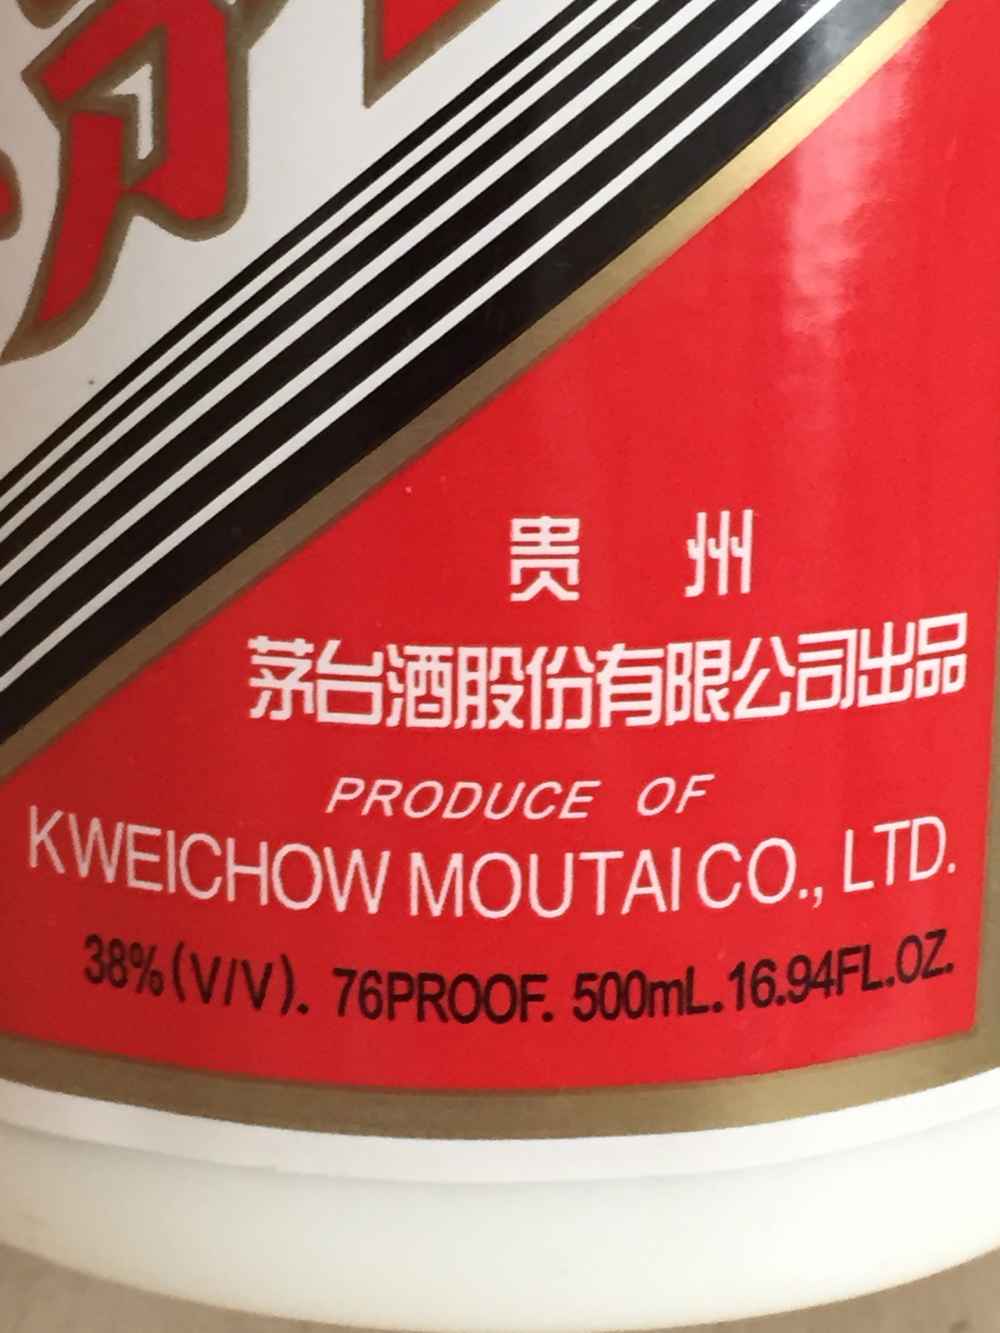 贵 州
茅台酒股份有限公司出品
PRODUCE OF
KWEICHOW MOUTAI CO., LTD.
38%(V/V). 76PROOF. 500mL. 16.94FL.OZ.